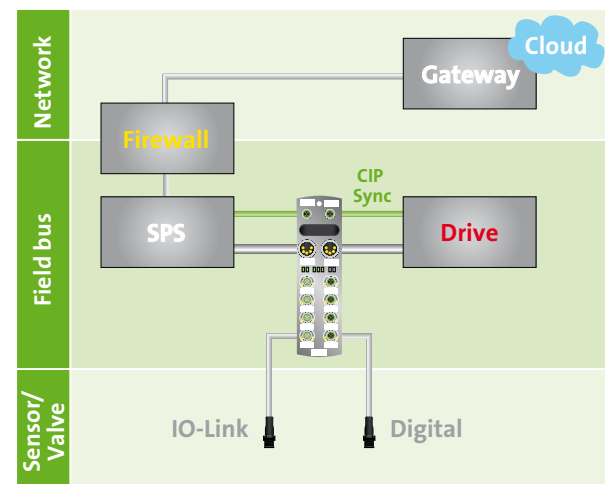 Network
Cloud
Gateway
Firewall
Field bus
CIP
Sync
SPS
Drive
Sensor/
Valve
IO-Link
Digital